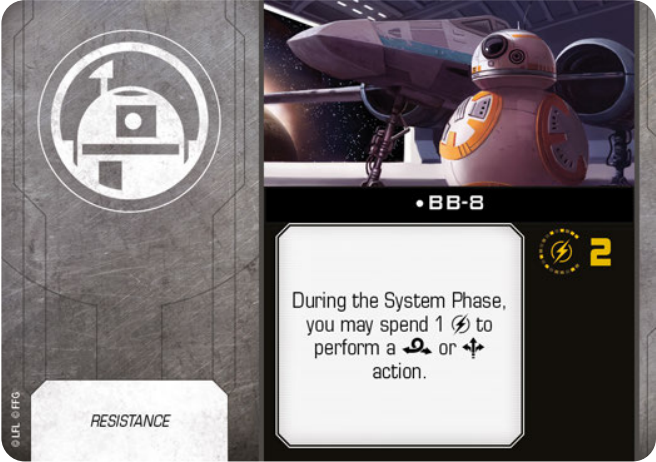 • BB-8
2
During the System Phase,
you may spend 1 to
perform a or
action.
RESISTANCE
© LFL © FFG